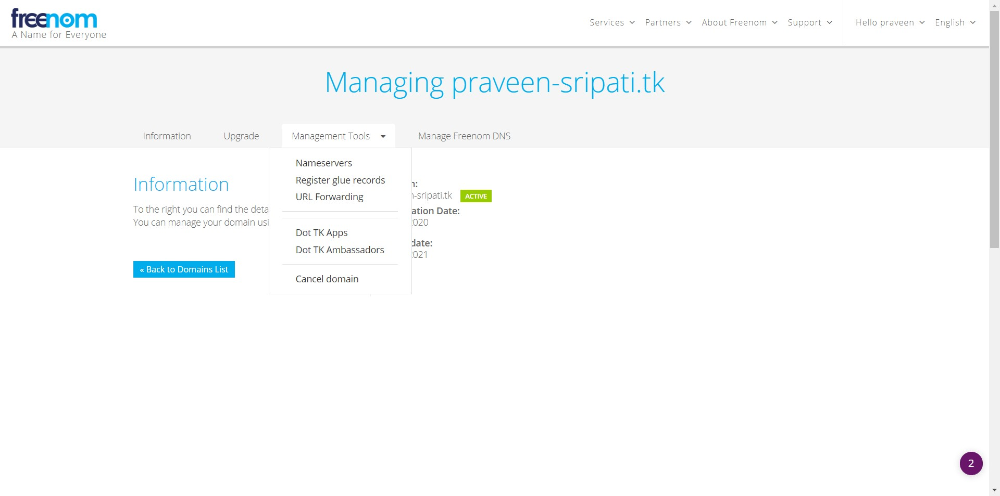 freenom
A Name for Everyone
Services Partners About Freenom Support Hello praveen English
Managing praveen-sripati.tk
Information Upgrade Management Tools Manage Freenom DNS
Nameservers
Register glue records
URL Forwarding
Dot TK Apps
Dot TK Ambassadors
Cancel domain
Information
To the right you can find the deta
You can manage your domain usi
« Back to Domains List
n:
n-sripati.tk ACTIVE
ation Date:
2020
date:
2021
2